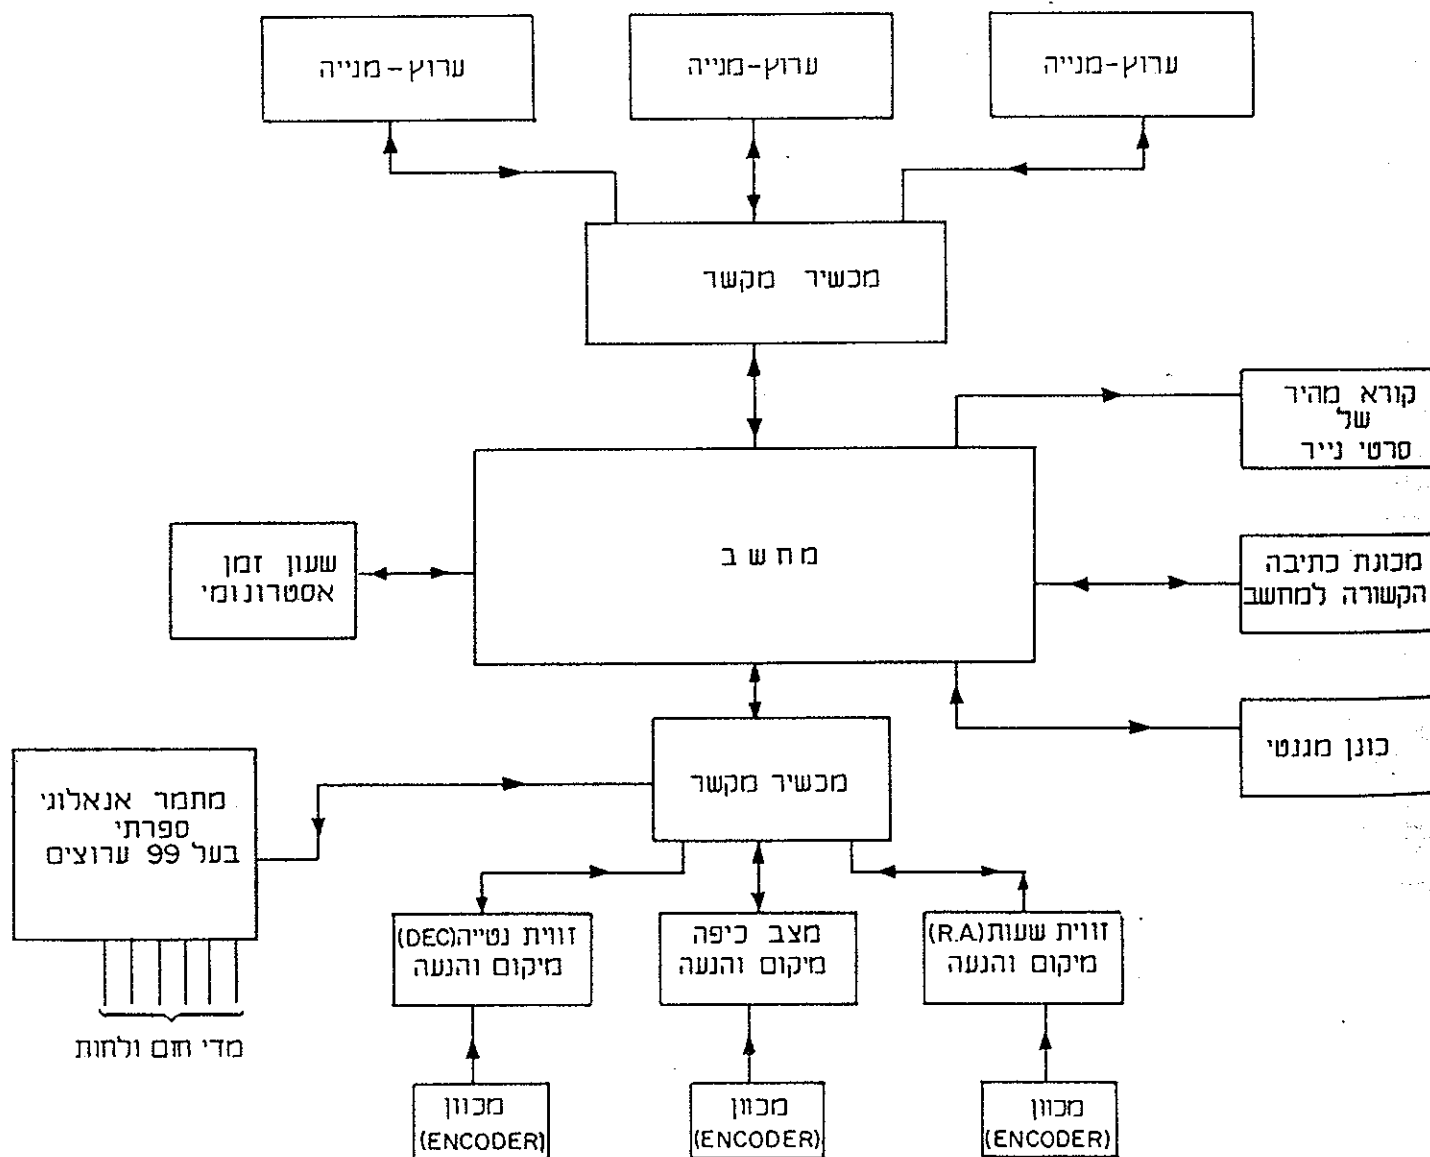 ערוץ-מנייה
ערוץ-מנייה
ערוץ-מנייה
מכשיר מקשר
קורא מהיר
של
סרטי נייר
מחשב
שעון זמן
אסטרונומי
מכונת כתיבה
הקשורה למחשב
כונן מגנטי
מכשיר מקשר
מתמר אנאלוגי
ספרתי
בעל 99 ערוצים
זווית שעות (R.A.)
מיקום והנעה
מצב כיפה
מיקום והנעה
זווית נטייה (DEC)
מיקום והנעה
מדי חום ולחות
מכוון
(ENCODER)
מכוון
(ENCODER)
מכוון
(ENCODER)